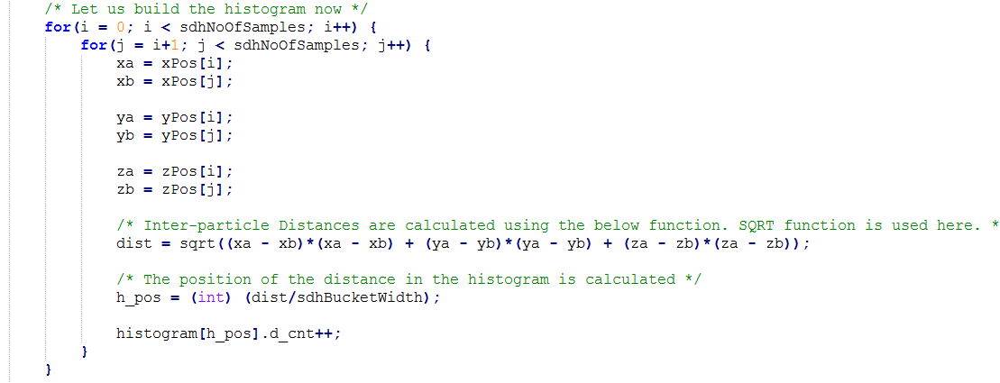 /* Let us build the histogram now */
for(i = 0; i < sdhNoOfSamples; i++) {
for(j = i+1; j < sdhNoOfSamples; j++) {
xa = xPos[i];
xb = xPos[j];
ya = yPos[i];
yb = yPos[j];
za = zPos[i];
zb = zPos[j];
/* Inter-particle Distances are calculated using the below function. SQRT function is used here. *
dist = sqrt((xa - xb)*(xa - xb) + (ya - yb)*(ya - yb) + (za - zb)*(za - zb));
/* The position of the distance in the histogram is calculated */
h_pos = (int) (dist/sdhBucketWidth);
histogram[h_pos].d_cnt++;
}
}